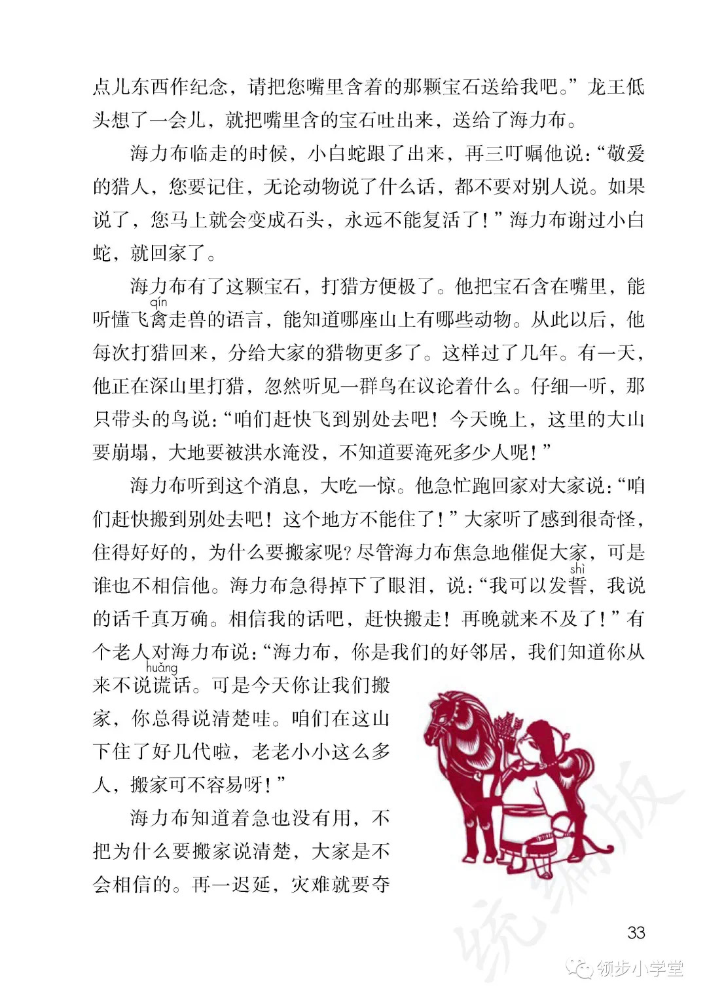 点儿东西作纪念，请把您嘴里含着的那颗宝石送给我吧。”龙王低
头想了一会儿，就把嘴里含的宝石吐出来，送给了海力布。
海力布临走的时候，小白蛇跟了出来，再三叮嘱他说：“敬爱
的猎人，您要记住，无论动物说了什么话，都不要对别人说。如果
说了，您马上就会变成石头，永远不能复活了！”海力布谢过小白
蛇，就回家了。
海力布有了这颗宝石，打猎方便极了。他把宝石含在嘴里，能
qín
听懂飞禽走兽的语言，能知道哪座山上有哪些动物。从此以后，他
每次打猎回来，分给大家的猎物更多了。这样过了几年。有一天，
他正在深山里打猎，忽然听见一群鸟在议论着什么。仔细一听，那
只带头的鸟说：“咱们赶快飞到别处去吧！今天晚上，这里的大山
要崩塌，大地要被洪水淹没，不知道要淹死多少人呢！”
海力布听到这个消息，大吃一惊。他急忙跑回家对大家说：“咱
们赶快搬到别处去吧！这个地方不能住了！”大家听了感到很奇怪，
住得好好的，为什么要搬家呢？尽管海力布焦急地催促大家，可是
shì
谁也不相信他。海力布急得掉下了眼泪，说：“我可以发誓，我说
的话千真万确。相信我的话吧，赶快搬走！再晚就来不及了！”有
个老人对海力布说：“海力布，你是我们的好邻居，我们知道你从
huǎng
来不说谎话。可是今天你让我们搬
家，你总得说清楚哇。咱们在这山
下住了好几代啦，老老小小这么多
人，搬家可不容易呀！”
海力布知道着急也没有用，不
把为什么要搬家说清楚，大家是不
会相信的。再一迟延，灾难就要夺
统编版
33
领步小学堂